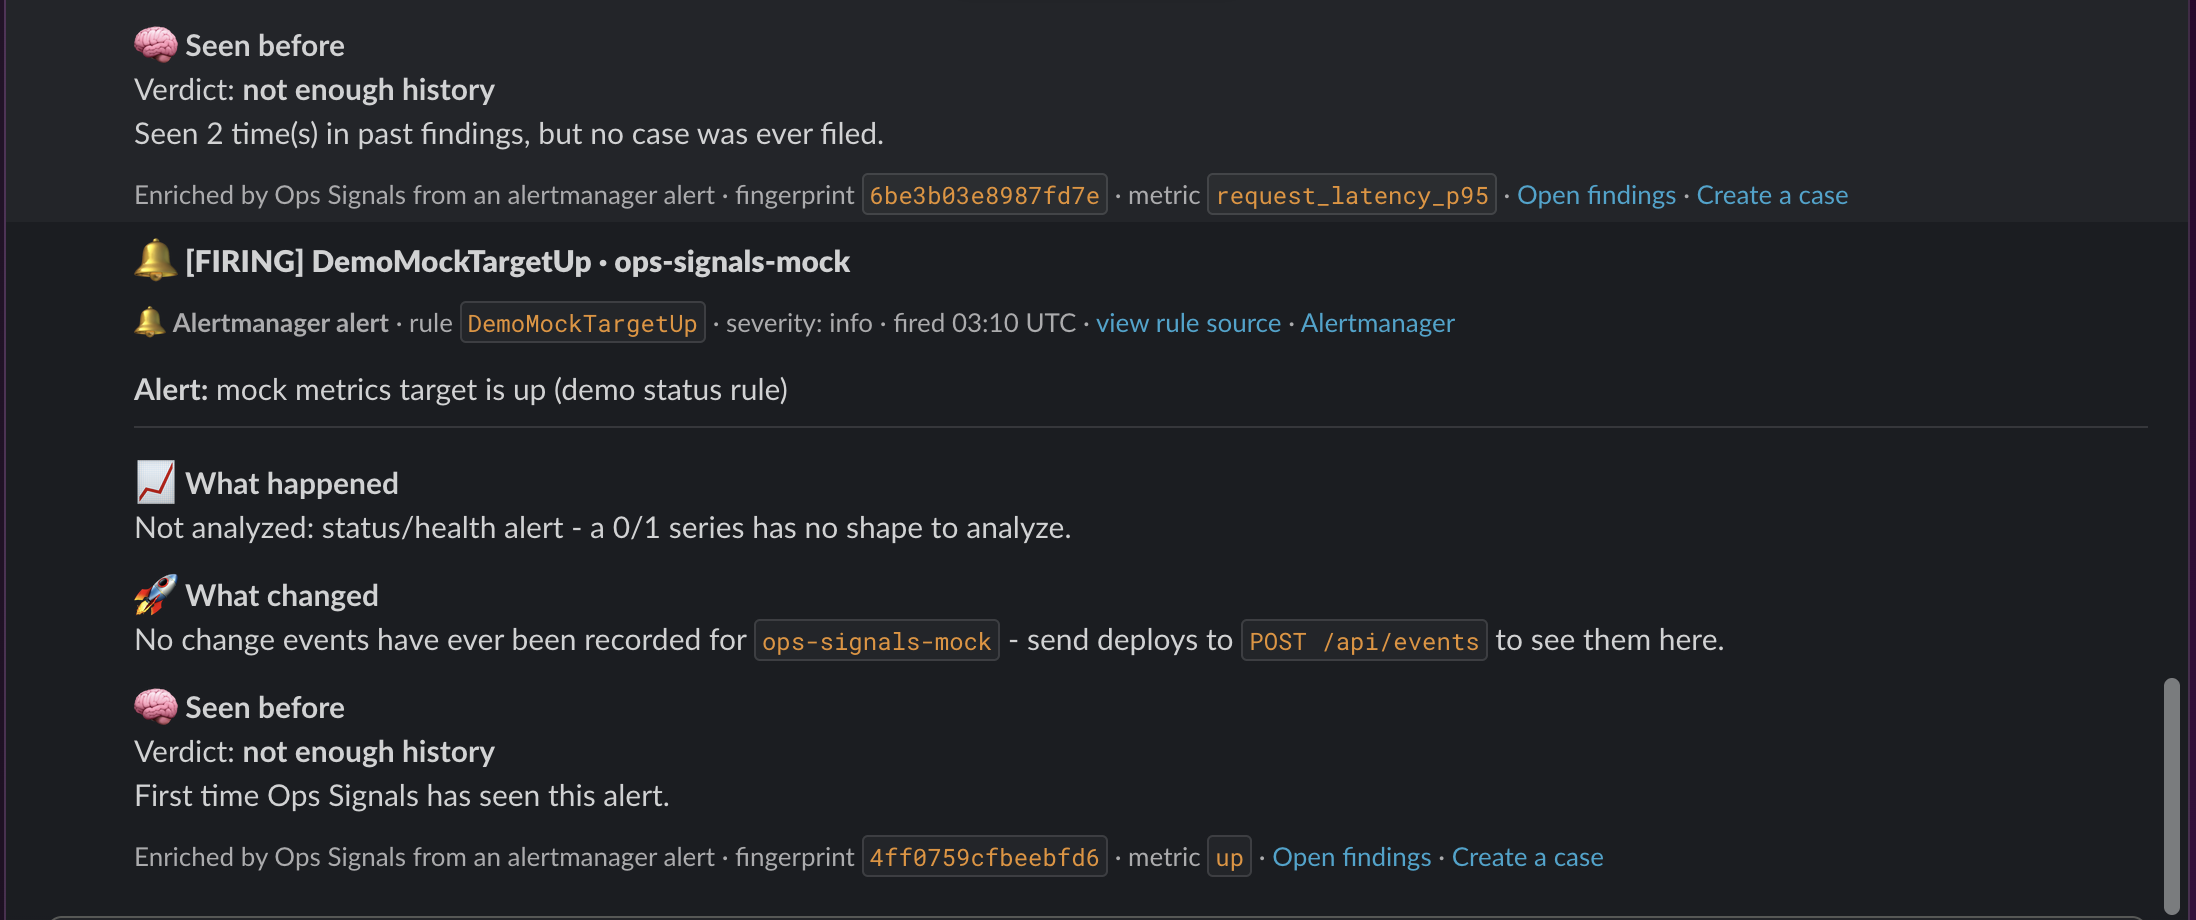 Seen before
Verdict: not enough history
Seen 2 time(s) in past findings, but no case was ever filed.
Enriched by Ops Signals from an alertmanager alert · fingerprint 6be3b03e8987fd7e · metric request_latency_p95 · Open findings · Create a case
[FIRING] DemoMockTargetUp · ops-signals-mock
Alertmanager alert · rule DemoMockTargetUp · severity: info · fired 03:10 UTC · view rule source · Alertmanager
Alert: mock metrics target is up (demo status rule)
What happened
Not analyzed: status/health alert - a 0/1 series has no shape to analyze.
What changed
No change events have ever been recorded for ops-signals-mock - send deploys to POST /api/events to see them here.
Seen before
Verdict: not enough history
First time Ops Signals has seen this alert.
Enriched by Ops Signals from an alertmanager alert · fingerprint 4ff0759cfbeebfd6 · metric up · Open findings · Create a case